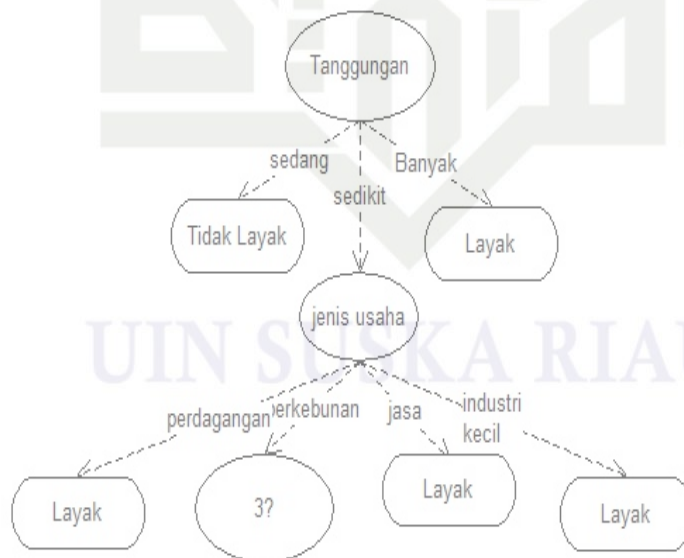 Tanggungan
sedang
Banyak
sedikit
Tidak Layak
Layak
jenis usaha
UIN SUSKA RIAU
perdagangan
perkebunan
jasa
industri
kecil
Layak
3?
Layak
Layak